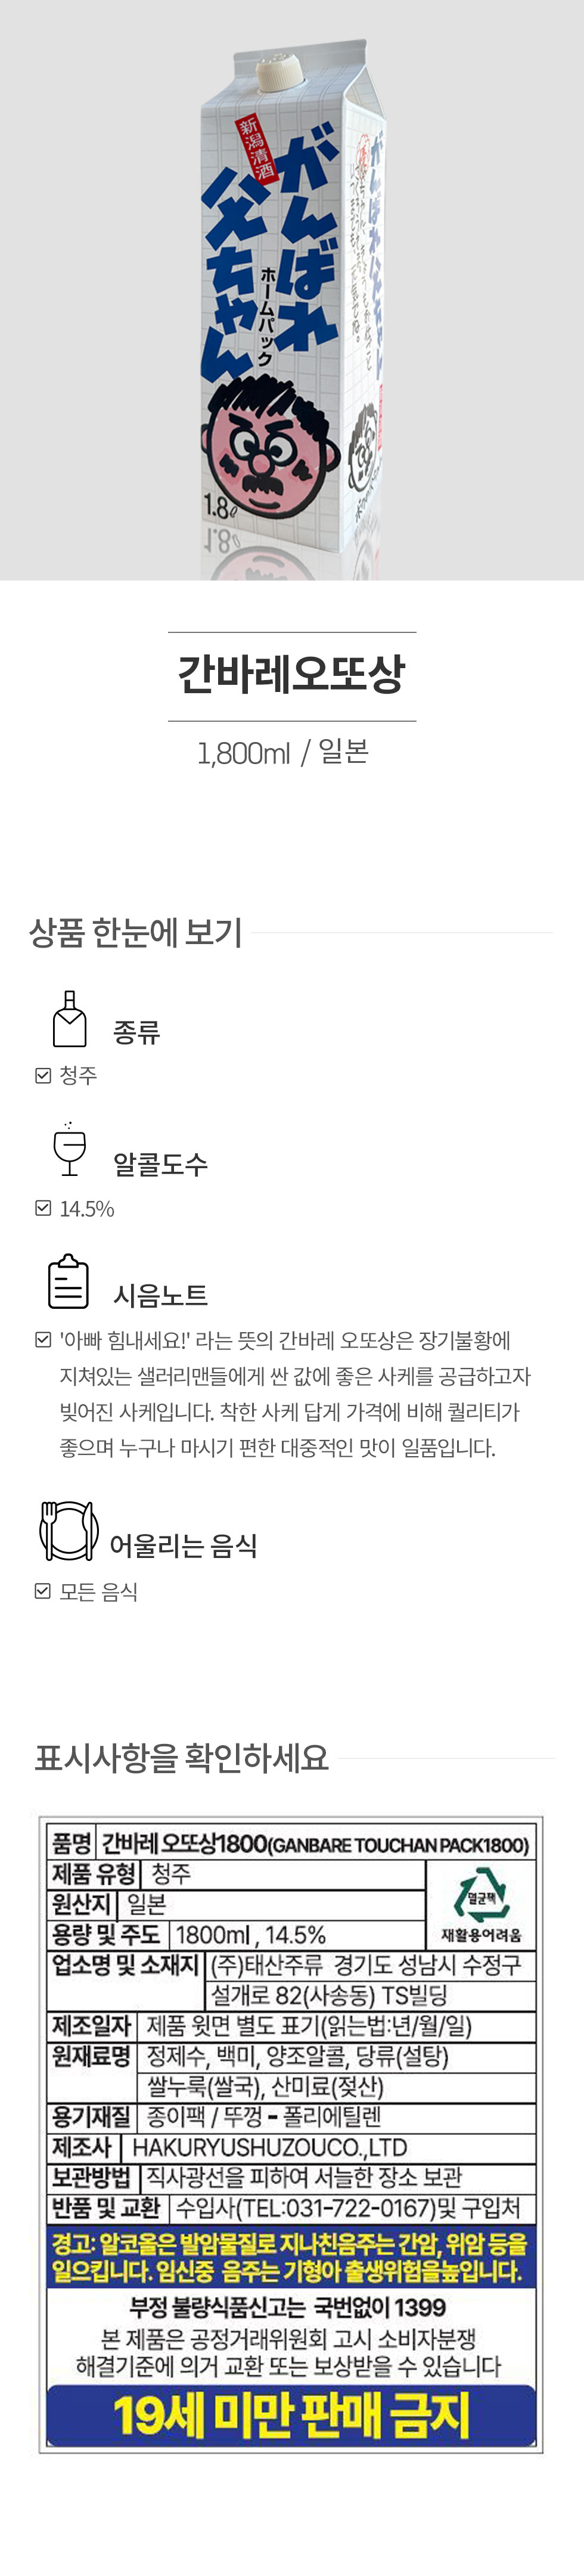 新潟清酒
がんばれ
父ちゃん
ホームパック
1.8ℓ
がんばれ父ちゃん
간바레오또상
1,800ml / 일본
상품 한눈에 보기
종류
청주
알콜도수
14.5%
시음노트
'아빠 힘내세요!' 라는 뜻의 간바레 오또상은 장기불황에
지쳐있는 샐러리맨들에게 싼 값에 좋은 사케를 공급하고자
빚어진 사케입니다. 착한 사케 답게 가격에 비해 퀄리티가
좋으며 누구나 마시기 편한 대중적인 맛이 일품입니다.
어울리는 음식
모든 음식
표시사항을 확인하세요
품명 간바레 오또상1800(GANBARE TOUCHAN PACK1800)
제품 유형 청주
원산지 일본
멸균팩
재활용어려움
용량 및 주도 1800ml , 14.5%
업소명 및 소재지 (주)태산주류 경기도 성남시 수정구
설개로 82(사송동) TS빌딩
제조일자 제품 윗면 별도 표기(읽는법:년/월/일)
원재료명 정제수, 백미, 양조알콜, 당류(설탕)
쌀누룩(쌀국), 산미료(젖산)
용기재질 종이팩 / 뚜껑 - 폴리에틸렌
제조사 HAKURYUSHUZOUCO.,LTD
보관방법 직사광선을 피하여 서늘한 장소 보관
반품 및 교환 수입사(TEL:031-722-0167)및 구입처
경고: 알코올은 발암물질로 지나친음주는 간암, 위암 등을
일으킵니다. 임신중 음주는 기형아 출생위험을높입니다.
부정 불량식품신고는 국번없이 1399
본 제품은 공정거래위원회 고시 소비자분쟁
해결기준에 의거 교환 또는 보상받을 수 있습니다
19세 미만 판매 금지